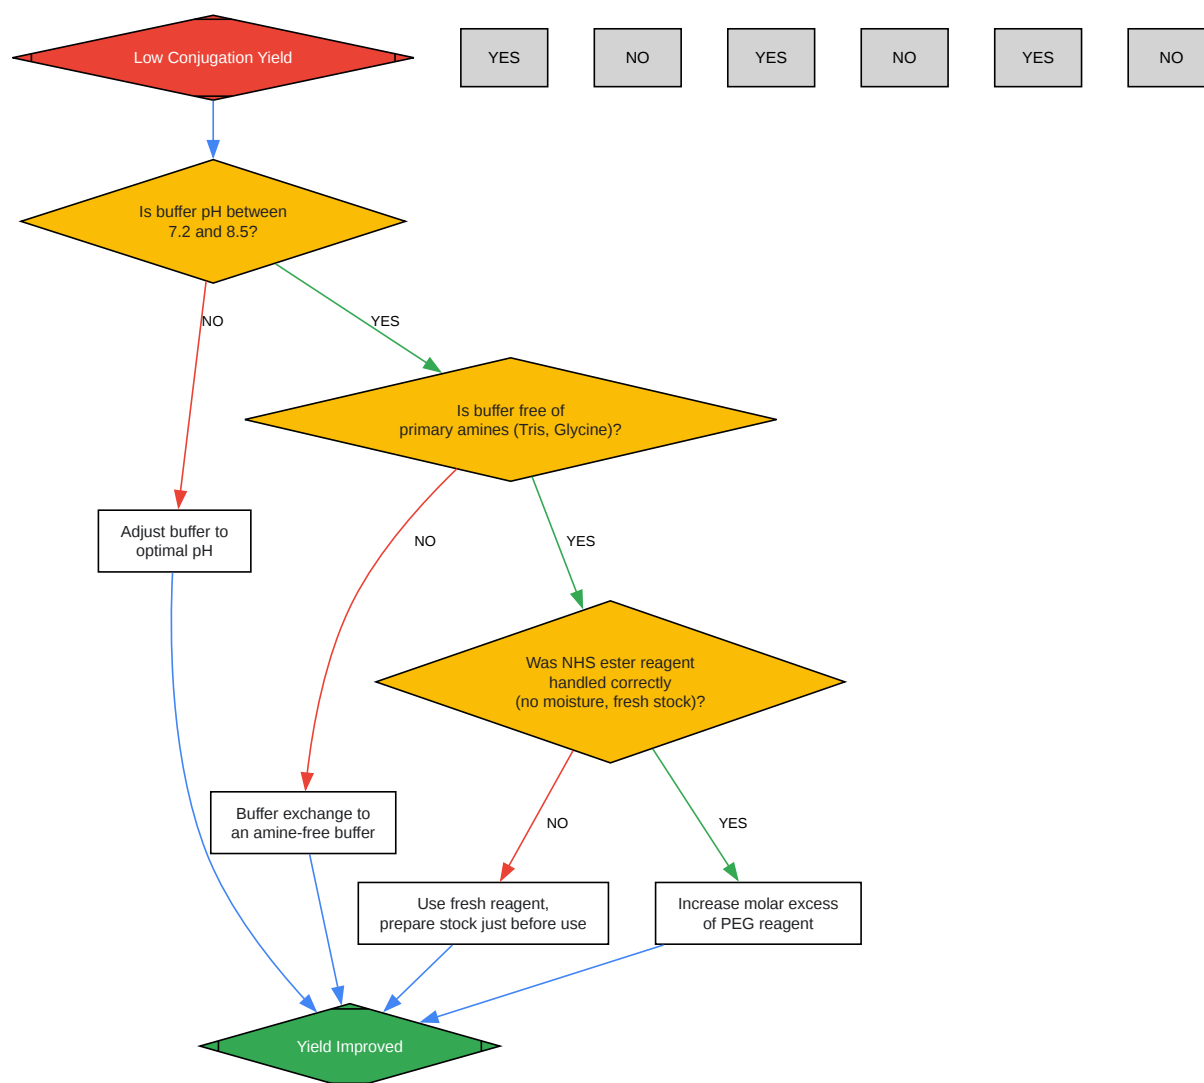 Low Conjugation Yield
YES
NO
YES
NO
YES
NO
Is buffer pH between
7.2 and 8.5?
NO
YES
Is buffer free of
primary amines (Tris, Glycine)?
Adjust buffer to
optimal pH
NO
YES
Was NHS ester reagent
handled correctly
(no moisture, fresh stock)?
Buffer exchange to
an amine-free buffer
NO
YES
Use fresh reagent,
prepare stock just before use
Increase molar excess
of PEG reagent
Yield Improved